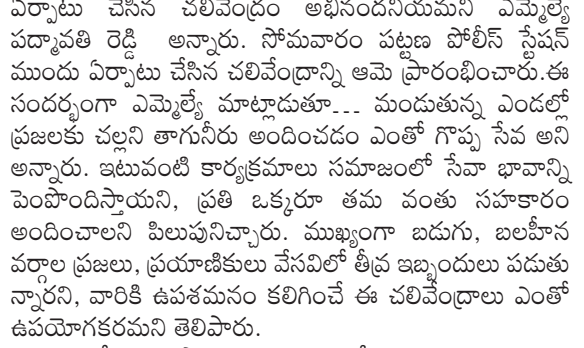 ఏర్పాటు చేసిన చలివేంద్రం అభినందనీయమని ఎమ్మెల్యే
పద్మావతి రెడ్డి అన్నారు. సోమవారం పట్టణ పోలీస్ స్టేషన్
ముందు ఏర్పాటు చేసిన చలివేంద్రాన్ని ఆమె ప్రారంభించారు.ఈ
సందర్భంగా ఎమ్మెల్యే మాట్లాడుతూ... మండుతున్న ఎండల్లో
ప్రజలకు చల్లని తాగునీరు అందించడం ఎంతో గొప్ప సేవ అని
అన్నారు. ఇటువంటి కార్యక్రమాలు సమాజంలో సేవా భావాన్ని
పెంపొందిస్తాయని, ప్రతి ఒక్కరూ తమ వంతు సహకారం
అందించాలని పిలుపునిచ్చారు. ముఖ్యంగా బడుగు, బలహీన
వర్గాల ప్రజలు, ప్రయాణికులు వేసవిలో తీవ్ర ఇబ్బందులు పడుతు
న్నారని, వారికి ఉపశమనం కలిగించే ఈ చలివేంద్రాలు ఎంతో
ఉపయోగకరమని తెలిపారు.